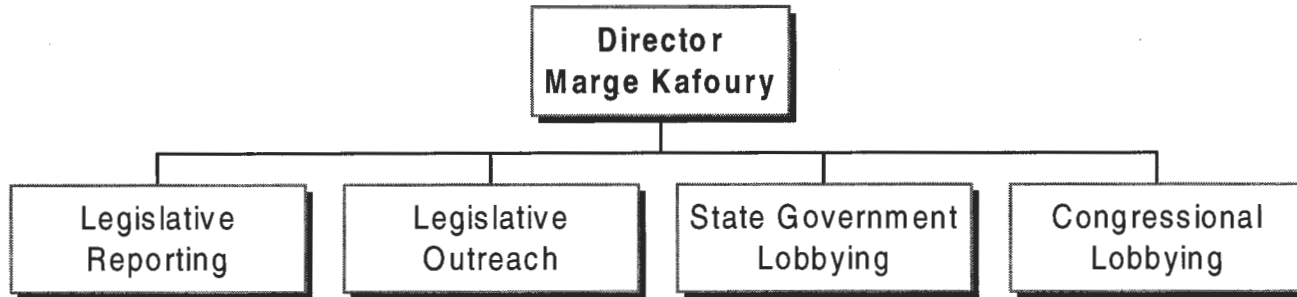 Director
Marge Kafoury
Legislative
Reporting
Legislative
Outreach
State Government
Lobbying
Congressional
Lobbying